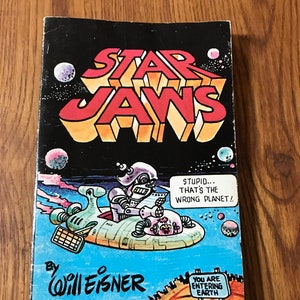 STAR
JAWS
STUPID...
THAT'S THE
WRONG PLANET!
BY
Will EISNER
YOU ARE
ENTERING
EARTH